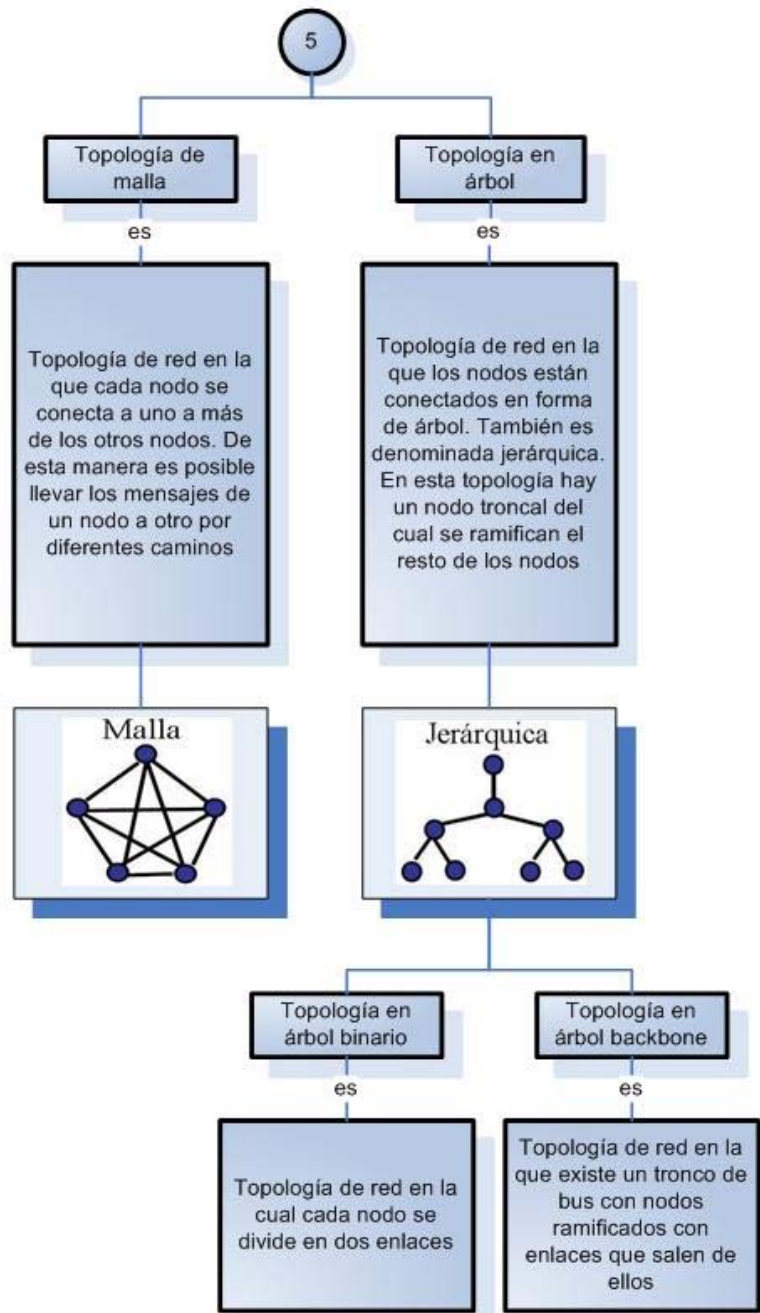 5
Topología de
malla
Topología en
árbol
es
es
Topología de red en la
que cada nodo se
conecta a uno a más
de los otros nodos. De
esta manera es posible
llevar los mensajes de
un nodo a otro por
diferentes caminos
Topología de red en la
que los nodos están
conectados en forma
de árbol. También es
denominada jerárquica.
En esta topología hay
un nodo troncal del
cual se ramifican el
resto de los nodos
Malla
Jerárquica
Topología en
árbol binario
Topología en
árbol backbone
es
es
Topología de red en la
cual cada nodo se
divide en dos enlaces
Topología de red en la
que existe un tronco de
bus con nodos
ramificados con
enlaces que salen de
ellos